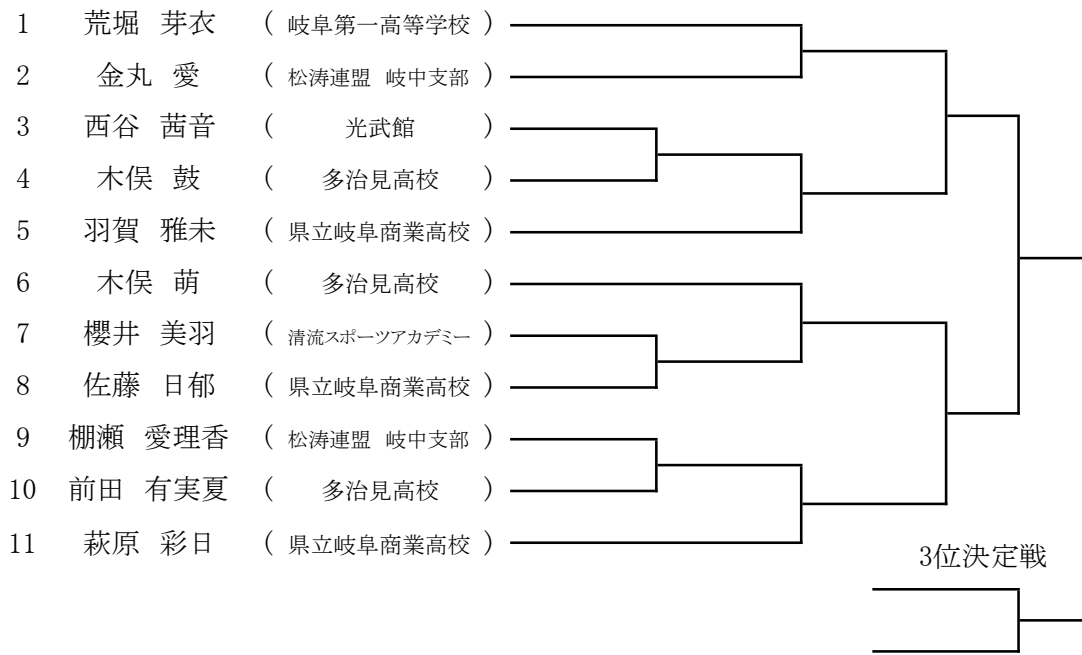 1 荒堀 芽衣 ( 岐阜第一高等学校 )
2 金丸 愛 ( 松涛連盟 岐中支部 )
3 西谷 茜音 ( 光武館 )
4 木俣 鼓 ( 多治見高校 )
5 羽賀 雅未 ( 県立岐阜商業高校 )
6 木俣 萌 ( 多治見高校 )
7 櫻井 美羽 ( 清流スポーツアカデミー )
8 佐藤 日郁 ( 県立岐阜商業高校 )
9 棚瀬 愛理香 ( 松涛連盟 岐中支部 )
10 前田 有実夏 ( 多治見高校 )
11 萩原 彩日 ( 県立岐阜商業高校 )
3位決定戦